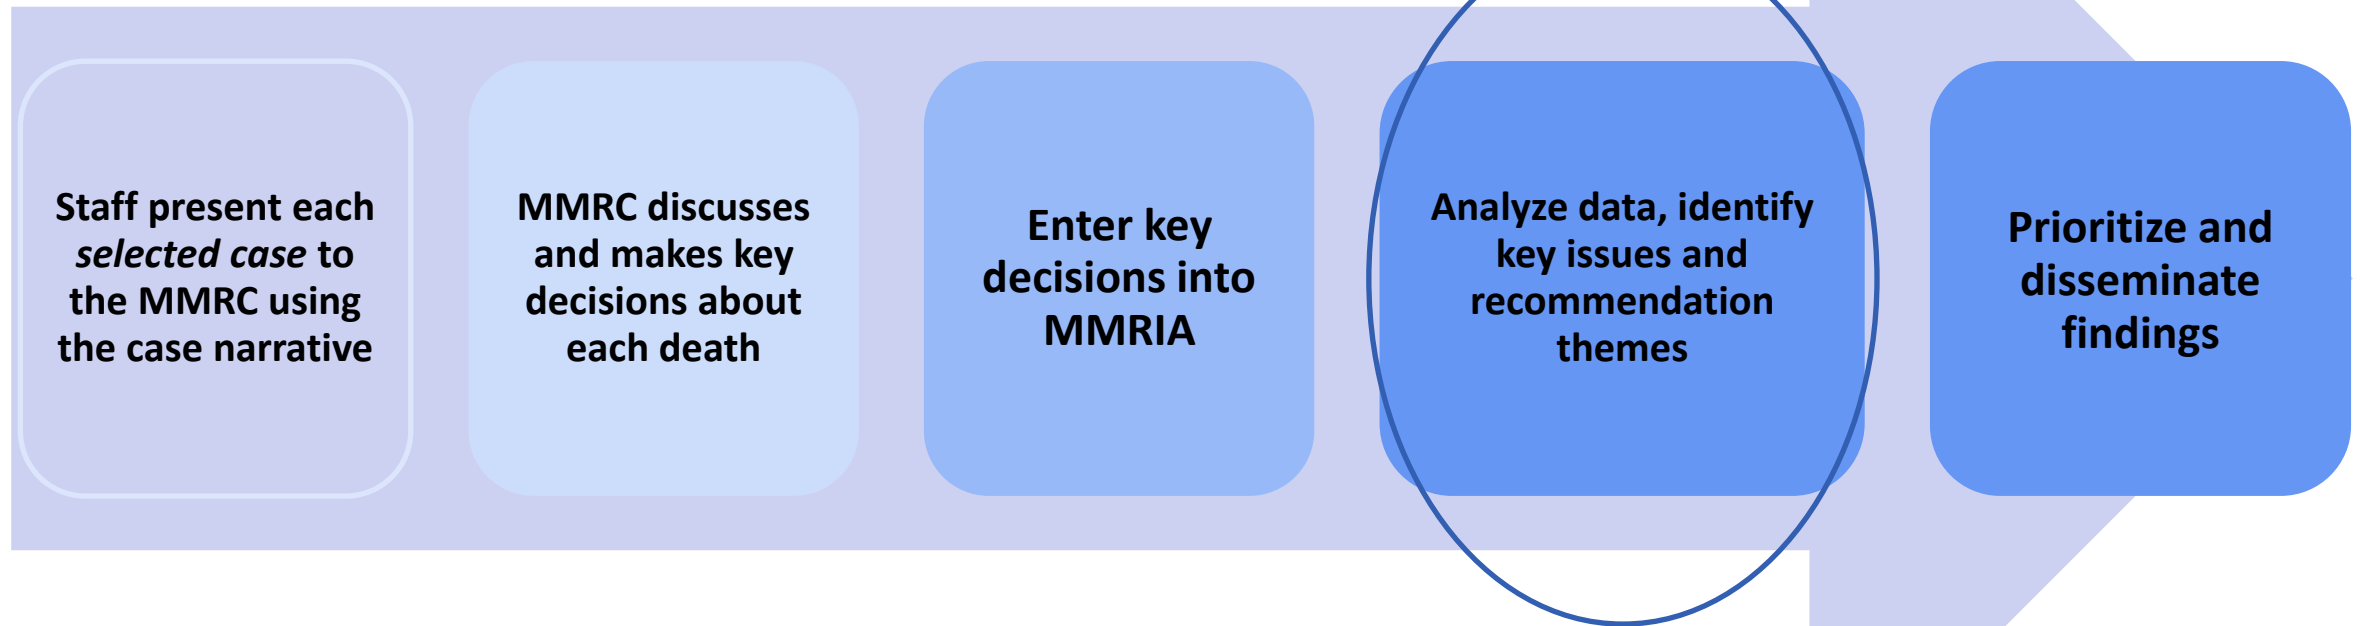 Staff present each
selected case to
the MMRC using
the case narrative
MMRC discusses
and makes key
decisions about
each death
Enter key
decisions into
MMRIA
Analyze data, identify
key issues and
recommendation
themes
Prioritize and
disseminate
findings